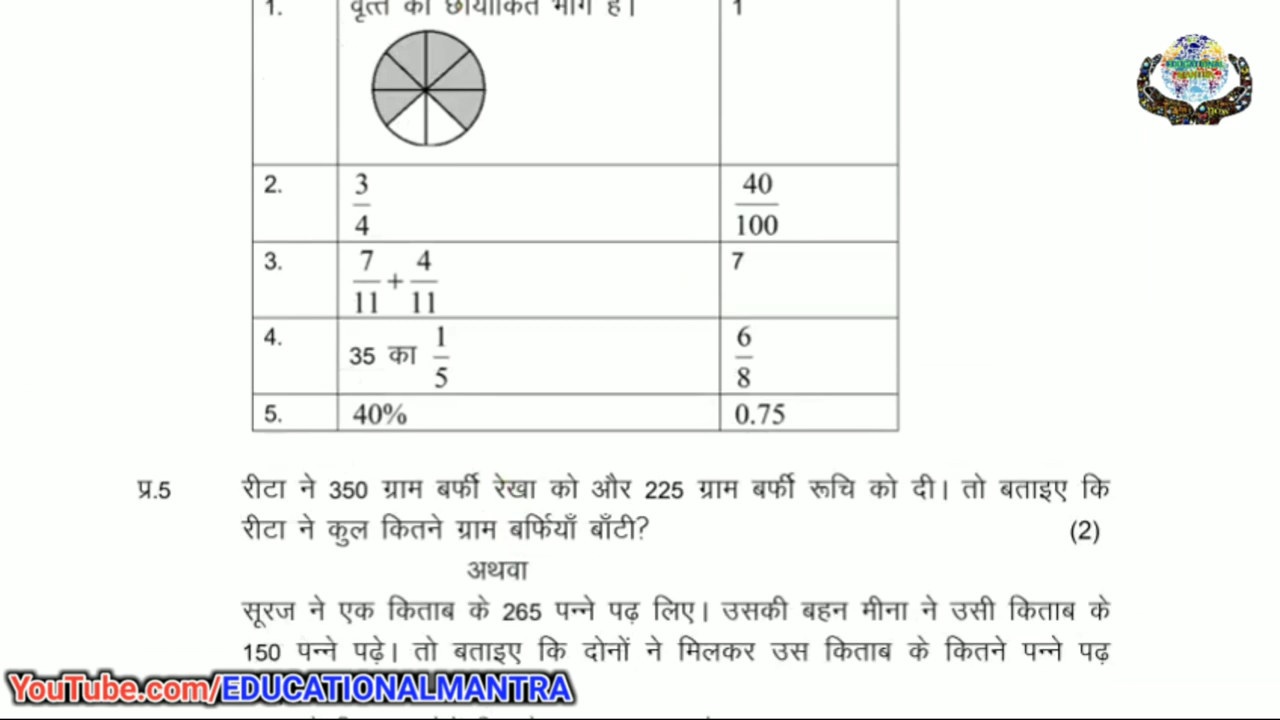 1. वृत्त का छायांकित भाग है। 1
2. 3/4 40/100
3. 7/11 + 4/11 7
4. 35 का 1/5 6/8
5. 40% 0.75
प्र.5 रीटा ने 350 ग्राम बर्फी रेखा को और 225 ग्राम बर्फी रूचि को दी। तो बताइए कि
रीटा ने कुल कितने ग्राम बर्फियाँ बाँटी? (2)
अथवा
सूरज ने एक किताब के 265 पन्ने पढ़ लिए। उसकी बहन मीना ने उसी किताब के
150 पन्ने पढ़े। तो बताइए कि दोनों ने मिलकर उस किताब के कितने पन्ने पढ़
YouTube.com/EDUCATIONALMANTRA
EDUCATIONAL
MANTRA